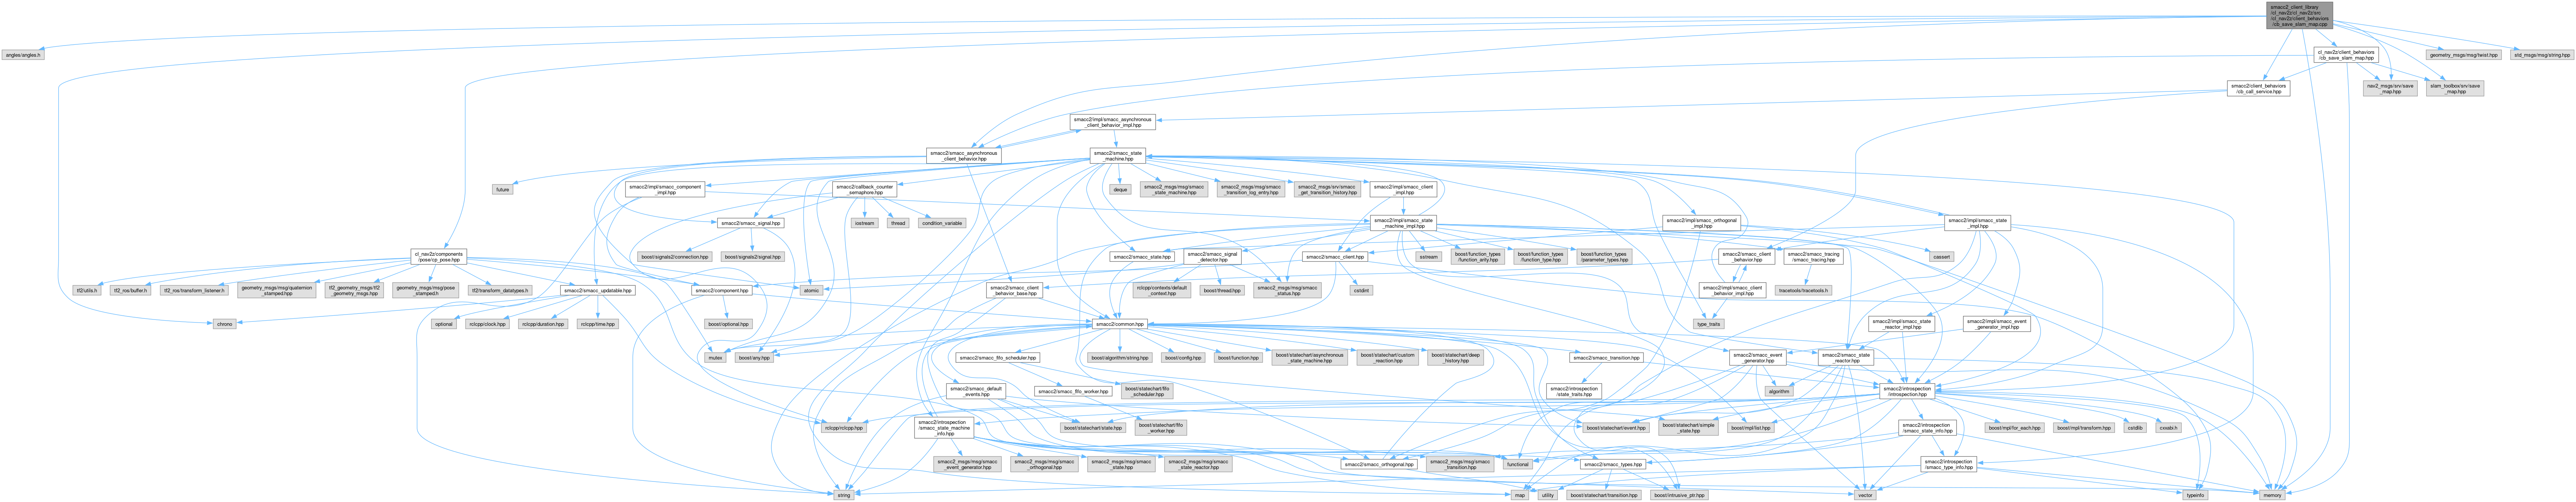 smacc2_client_library
/cl_nav2z/cl_nav2z/src
/cl_nav2z/client_behaviors
/cb_save_slam_map.cpp
angles/angles.h
cl_nav2z/client_behaviors
/cb_save_slam_map.hpp
geometry_msgs/msg/twist.hpp
std_msgs/msg/string.hpp
smacc2/client_behaviors
/cb_call_service.hpp
nav2_msgs/srv/save
_map.hpp
slam_toolbox/srv/save
_map.hpp
smacc2/impl/smacc_asynchronous
_client_behavior_impl.hpp
smacc2/smacc_asynchronous
_client_behavior.hpp
smacc2/smacc_state
_machine.hpp
future
smacc2/impl/smacc_component
_impl.hpp
smacc2/callback_counter
_semaphore.hpp
deque
smacc2_msgs/msg/smacc
_state_machine.hpp
smacc2_msgs/msg/smacc
_transition_log_entry.hpp
smacc2_msgs/srv/smacc
_get_transition_history.hpp
smacc2/impl/smacc_client
_impl.hpp
smacc2/smacc_signal.hpp
iostream
thread
condition_variable
smacc2/impl/smacc_state
_machine_impl.hpp
smacc2/impl/smacc_orthogonal
_impl.hpp
smacc2/impl/smacc_state
_impl.hpp
cl_nav2z/components
/pose/cp_pose.hpp
boost/signals2/connection.hpp
boost/signals2/signal.hpp
smacc2/smacc_state.hpp
smacc2/smacc_signal
_detector.hpp
smacc2/smacc_client.hpp
sstream
boost/function_types
/function_arity.hpp
boost/function_types
/function_type.hpp
boost/function_types
/parameter_types.hpp
cassert
smacc2/smacc_client
_behavior.hpp
smacc2/smacc_tracing
/smacc_tracing.hpp
tf2/utils.h
tf2_ros/buffer.h
tf2_ros/transform_listener.h
geometry_msgs/msg/quaternion
_stamped.hpp
tf2_geometry_msgs/tf2
_geometry_msgs.hpp
geometry_msgs/msg/pose
_stamped.h
tf2/transform_datatypes.h
smacc2/smacc_updatable.hpp
smacc2/component.hpp
atomic
smacc2/smacc_client
_behavior_base.hpp
rclcpp/contexts/default
_context.hpp
boost/thread.hpp
smacc2_msgs/msg/smacc
_status.hpp
cstdint
smacc2/impl/smacc_client
_behavior_impl.hpp
tracetools/tracetools.h
chrono
optional
rclcpp/clock.hpp
rclcpp/duration.hpp
rclcpp/time.hpp
boost/optional.hpp
smacc2/common.hpp
type_traits
smacc2/impl/smacc_state
_reactor_impl.hpp
smacc2/impl/smacc_event
_generator_impl.hpp
mutex
boost/any.hpp
smacc2/smacc_fifo_scheduler.hpp
boost/algorithm/string.hpp
boost/config.hpp
boost/function.hpp
boost/statechart/asynchronous
_state_machine.hpp
boost/statechart/custom
_reaction.hpp
boost/statechart/deep
_history.hpp
smacc2/smacc_transition.hpp
smacc2/smacc_event
_generator.hpp
smacc2/smacc_state
_reactor.hpp
smacc2/smacc_default
_events.hpp
smacc2/smacc_fifo_worker.hpp
boost/statechart/fifo
_scheduler.hpp
smacc2/introspection
/state_traits.hpp
algorithm
smacc2/introspection
/introspection.hpp
rclcpp/rclcpp.hpp
smacc2/introspection
/smacc_state_machine
_info.hpp
boost/statechart/state.hpp
boost/statechart/fifo
_worker.hpp
boost/statechart/event.hpp
boost/statechart/simple
_state.hpp
boost/mpl/list.hpp
smacc2/introspection
/smacc_state_info.hpp
boost/mpl/for_each.hpp
boost/mpl/transform.hpp
cstdlib
cxxabi.h
smacc2_msgs/msg/smacc
_event_generator.hpp
smacc2_msgs/msg/smacc
_orthogonal.hpp
smacc2_msgs/msg/smacc
_state.hpp
smacc2_msgs/msg/smacc
_state_reactor.hpp
smacc2/smacc_orthogonal.hpp
smacc2_msgs/msg/smacc
_transition.hpp
functional
smacc2/smacc_types.hpp
smacc2/introspection
/smacc_type_info.hpp
string
map
utility
boost/statechart/transition.hpp
boost/intrusive_ptr.hpp
vector
typeinfo
memory